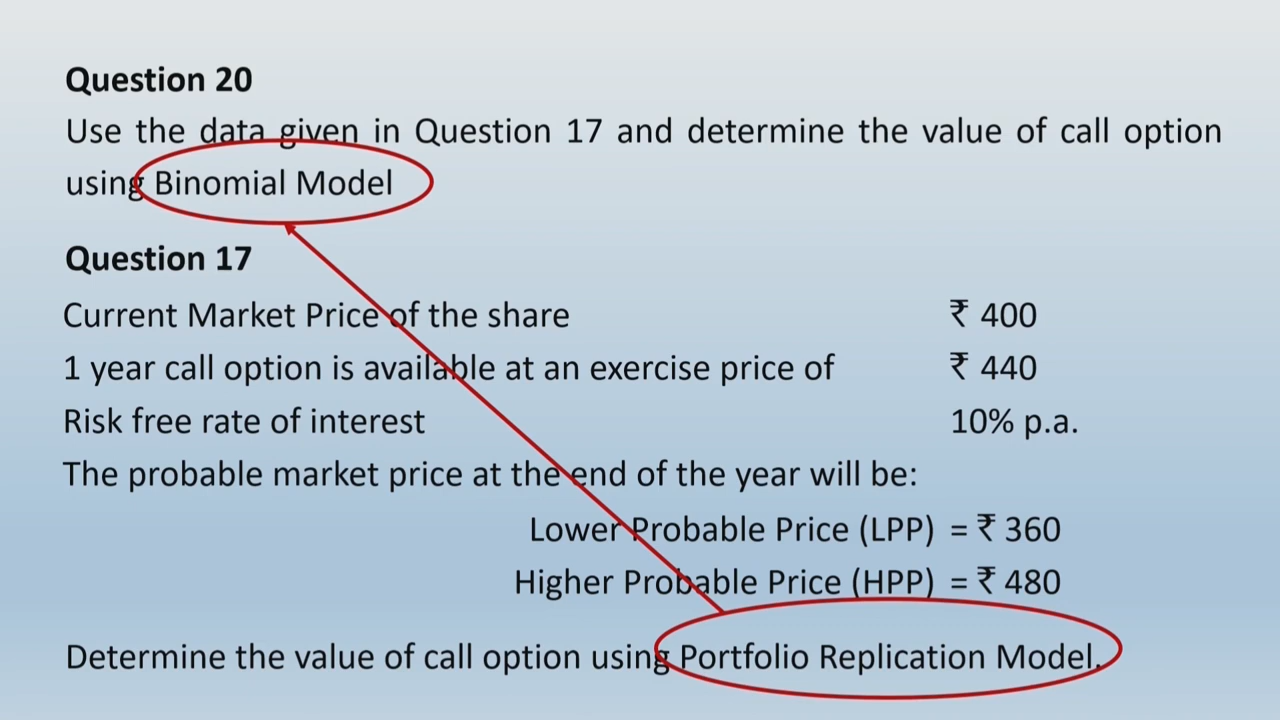 Question 20
Use the data given in Question 17 and determine the value of call option
using Binomial Model
Question 17
Current Market Price of the share ₹ 400
1 year call option is available at an exercise price of ₹ 440
Risk free rate of interest 10% p.a.
The probable market price at the end of the year will be:
Lower Probable Price (LPP) = ₹ 360
Higher Probable Price (HPP) = ₹ 480
Determine the value of call option using Portfolio Replication Model.